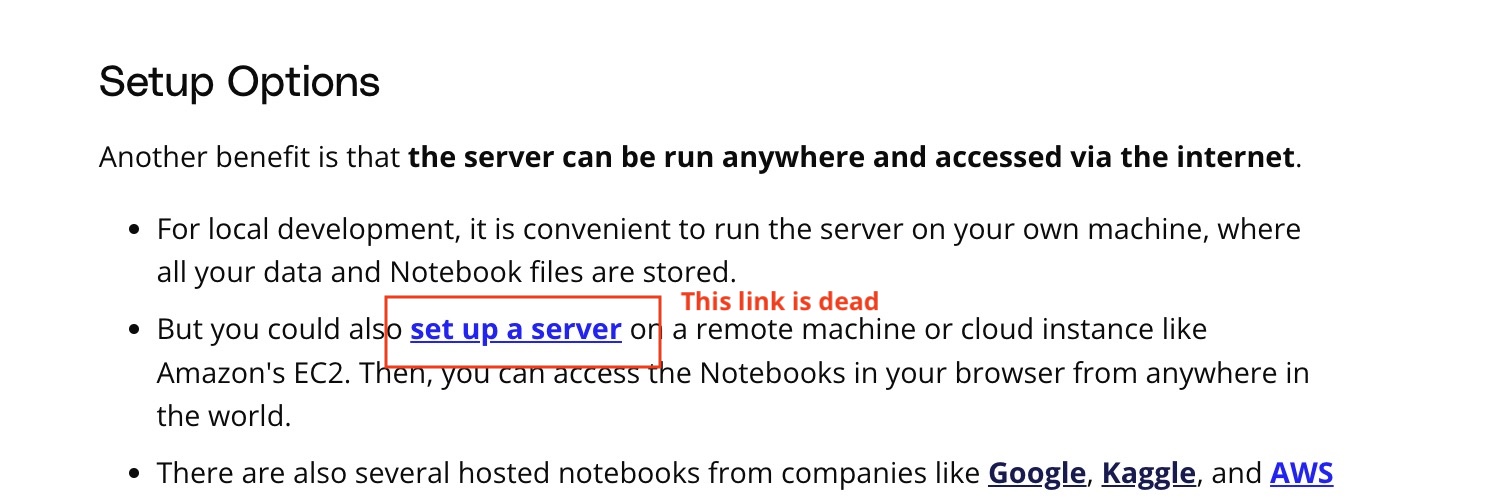 Setup Options
Another benefit is that the server can be run anywhere and accessed via the internet.
For local development, it is convenient to run the server on your own machine, where
all your data and Notebook files are stored.
This link is dead
But you could also set up a server on a remote machine or cloud instance like
Amazon's EC2. Then, you can access the Notebooks in your browser from anywhere in
the world.
There are also several hosted notebooks from companies like Google, Kaggle, and AWS